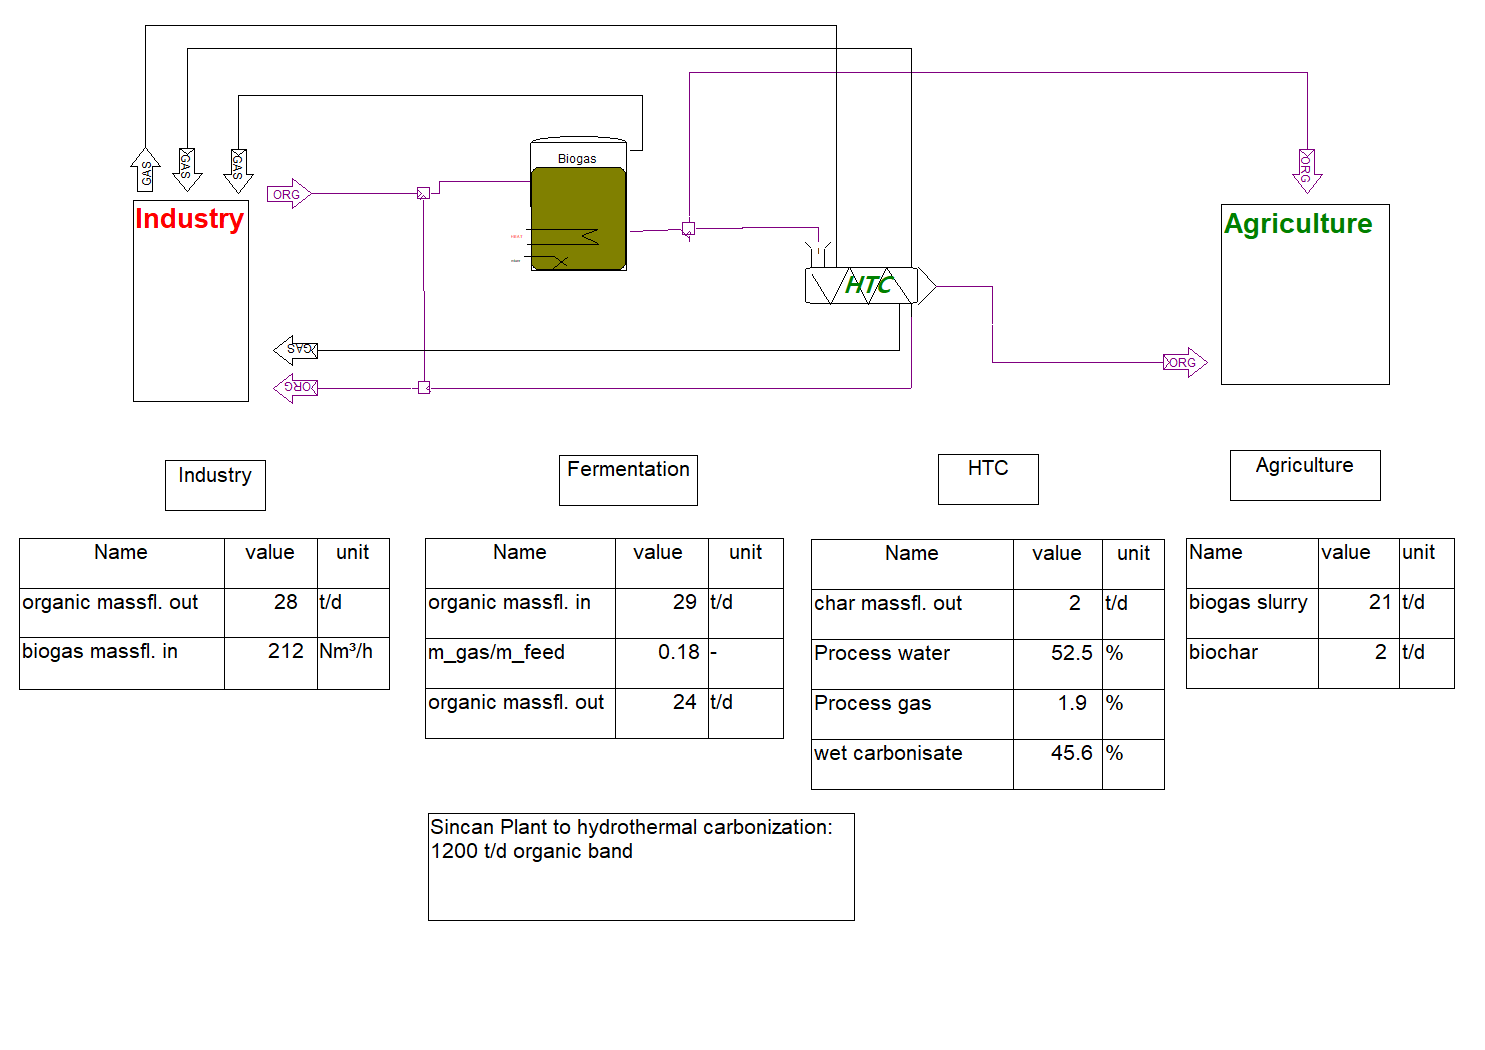 GAS
GAS
GAS
ORG
Industry
Biogas
HEAT
ORG
Agriculture
HTC
GAS
ORG
ORG
Industry
Fermentation
HTC
Agriculture
Name value unit
organic massfl. out 28 t/d
biogas massfl. in 212 Nm³/h
Name value unit
organic massfl. in 29 t/d
m_gas/m_feed 0.18 -
organic massfl. out 24 t/d
Name value unit
char massfl. out 2 t/d
Process water 52.5 %
Process gas 1.9 %
wet carbonisate 45.6 %
Name value unit
biogas slurry 21 t/d
biochar 2 t/d
Sincan Plant to hydrothermal carbonization:
1200 t/d organic band